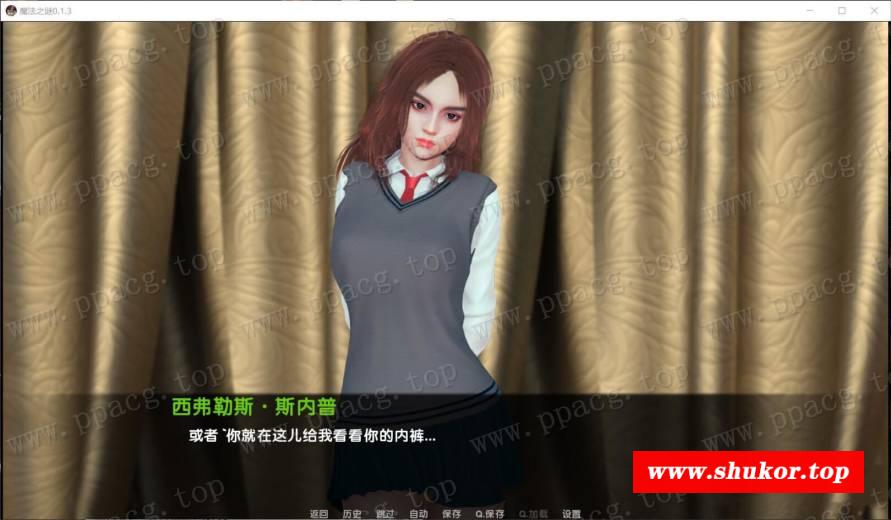 魔法之谜0.1.3
www.ppacg.top
西弗勒斯·斯内普
或者`你就在这儿给我看看你的内裤...
www.shukor.top
返回 历史 跳过 自动 保存 Q.保存 Q.加载 设置